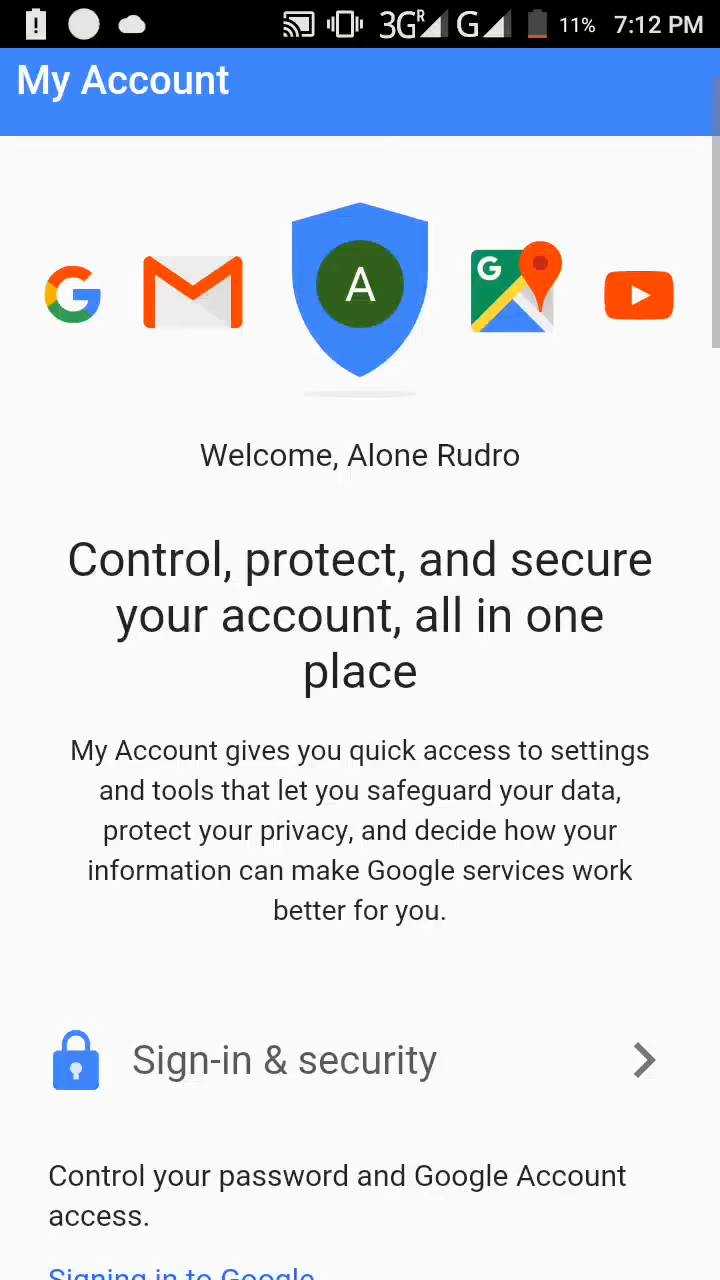 3G R G 11% 7:12 PM
My Account
G
A
G
Welcome, Alone Rudro
Control, protect, and secure
your account, all in one
place
My Account gives you quick access to settings
and tools that let you safeguard your data,
protect your privacy, and decide how your
information can make Google services work
better for you.
Sign-in & security
Control your password and Google Account
access.
Signing in to Google